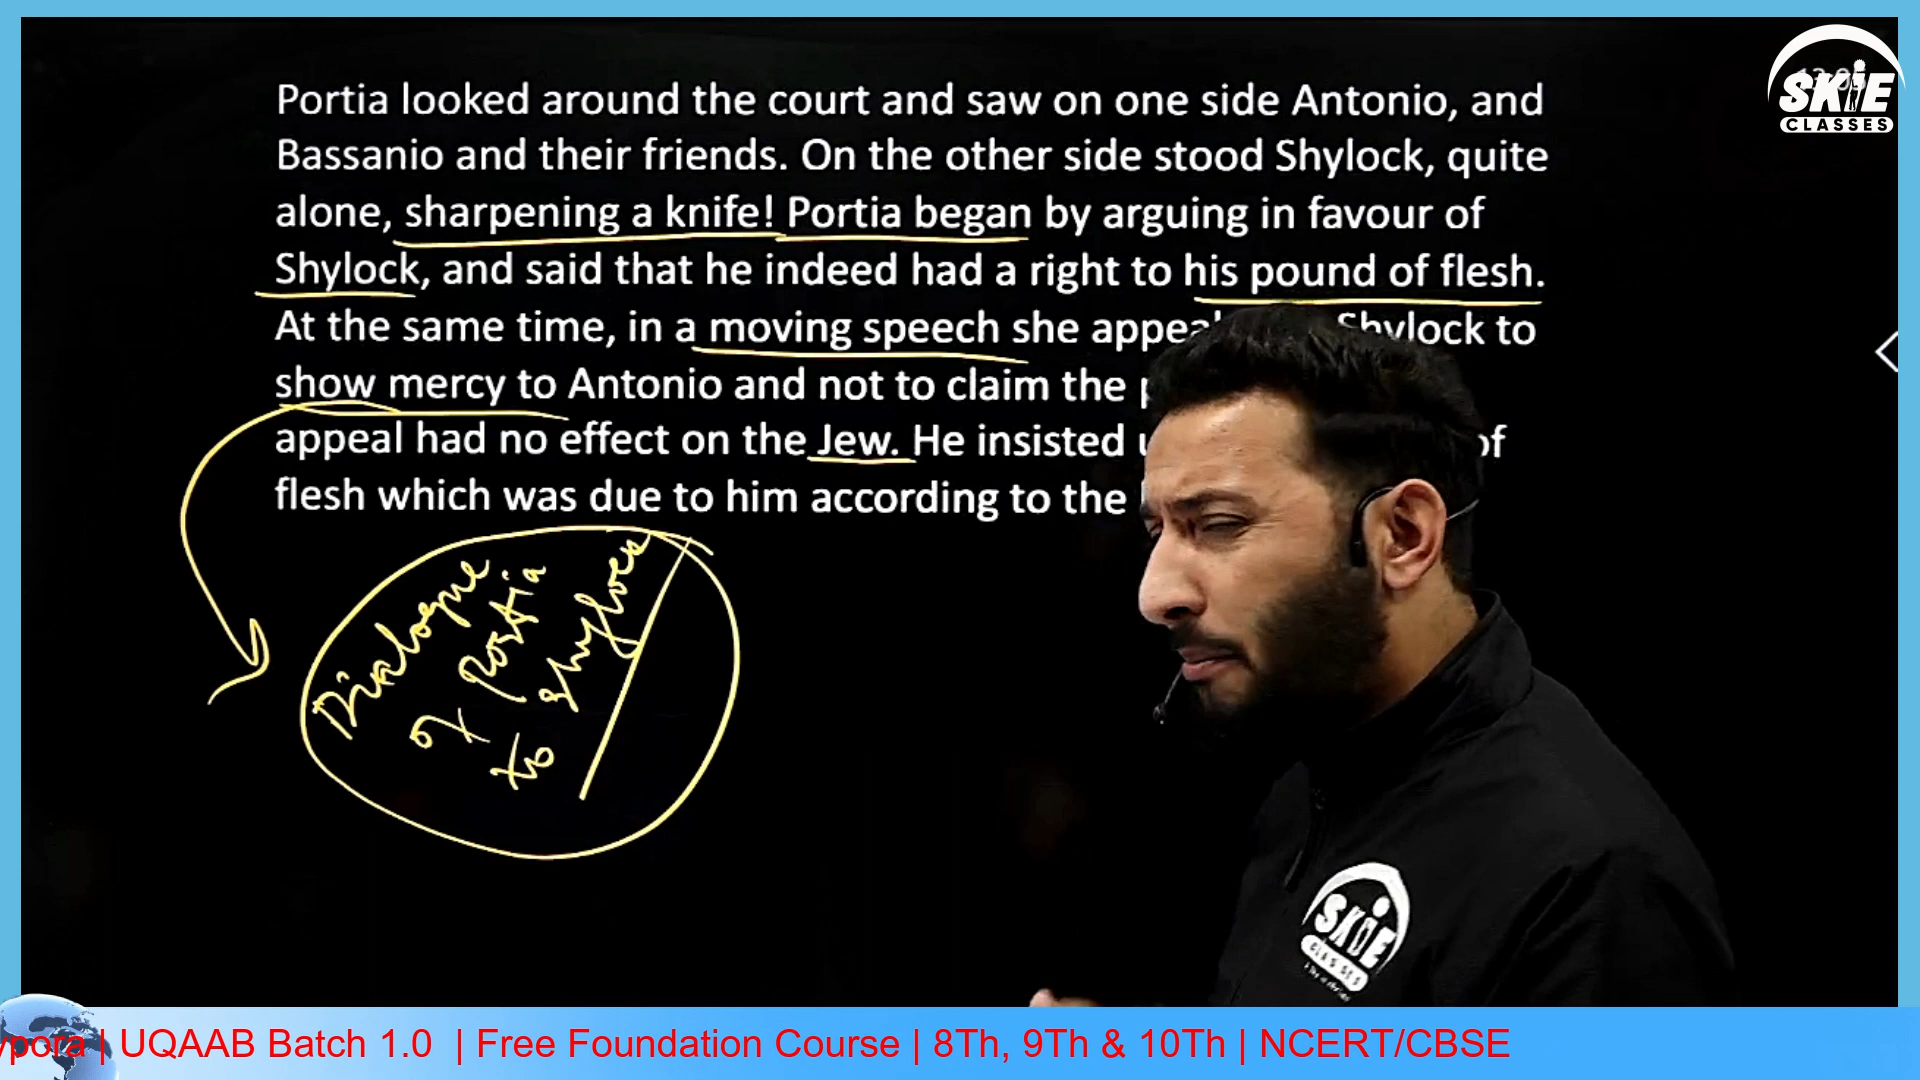 Portia looked around the court and saw on one side Antonio, and
Bassanio and their friends. On the other side stood Shylock, quite
alone, sharpening a knife! Portia began by arguing in favour of
Shylock, and said that he indeed had a right to his pound of flesh.
At the same time, in a moving speech she Shylock to
show mercy to Antonio and not to claim the
appeal had no effect on the Jew. He insisted of
flesh which was due to him according to the
Dialogue
of Portia
to Shylock
SKIE
CLASSES
SKIE
CLASSES
| UQAAB Batch 1.0 | Free Foundation Course | 8Th, 9Th & 10Th | NCERT/CBSE